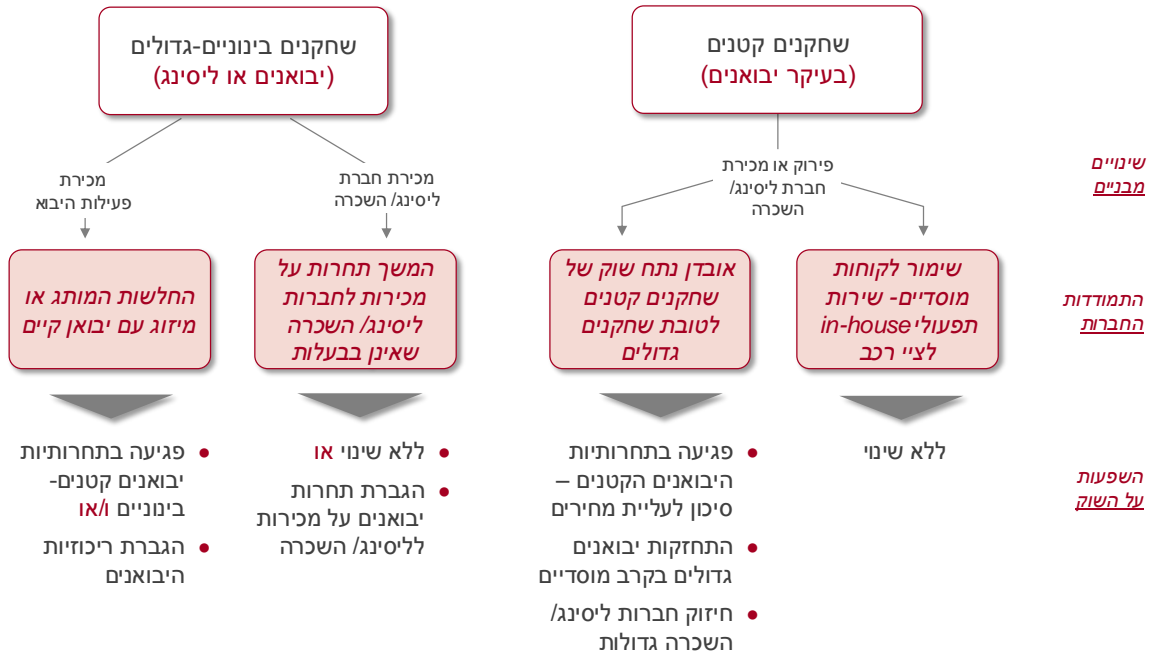 שחקנים קטנים
(בעיקר יבואנים)
שחקנים בינוניים-גדולים
(יבואנים או ליסינג)
שינויים
מבניים
פירוק או מכירת
חברת ליסינג/
השכרה
מכירת חברת
ליסינג/ השכרה
מכירת
פעילות היבוא
התמודדות
החברות
שימור לקוחות
מוסדיים- שירות
תפעולי in-house
לציי רכב
אובדן נתח שוק של
שחקנים קטנים
לטובת שחקנים
גדולים
המשך תחרות על
מכירות לחברות
ליסינג/ השכרה
שאינן בבעלות
החלשות המותג או
מיזוג עם יבואן קיים
השפעות
על השוק
ללא שינוי
• פגיעה בתחרותיות
היבואנים הקטנים –
סיכון לעליית מחירים
• התחזקות יבואנים
גדולים בקרב מוסדיים
• חיזוק חברות ליסינג/
השכרה גדולות
• ללא שינוי או
• הגברת תחרות
יבואנים על מכירות
לליסינג/ השכרה
• פגיעה בתחרותיות
יבואנים קטנים-
בינוניים ו/או
• הגברת ריכוזיות
היבואנים